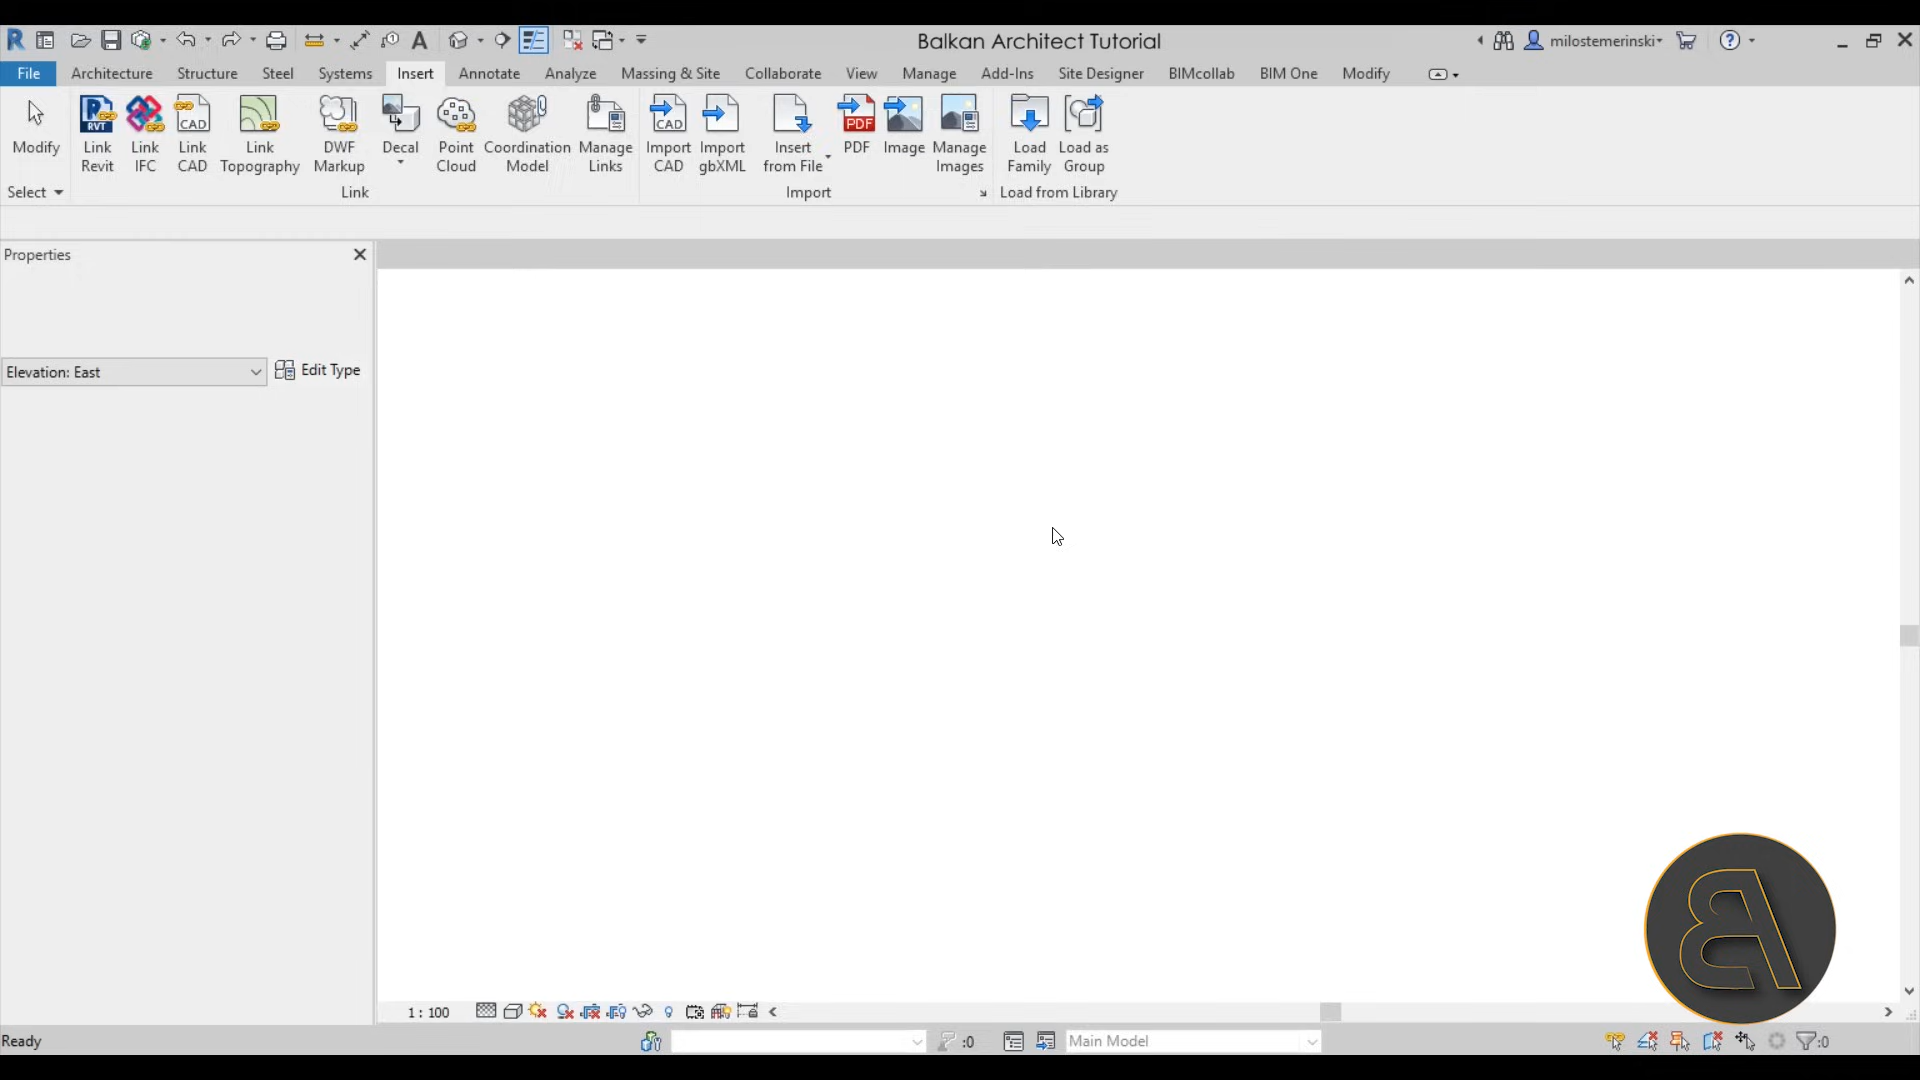 Balkan Architect Tutorial
milostemerinski
File Architecture Structure Steel Systems Insert Annotate Analyze Massing & Site Collaborate View Manage Add-Ins Site Designer BIMcollab BIM One Modify
Modify
Link Revit
Link IFC
Link CAD
Link Topography
DWF Markup
Decal
Point Cloud
Coordination Model
Manage Links
Import CAD
Import gbXML
Insert from File
PDF
Image
Manage Images
Load Family
Load as Group
Select
Link
Import
Load from Library
Properties
Elevation: East
Edit Type
1 : 100
Ready
:0
Main Model
:0